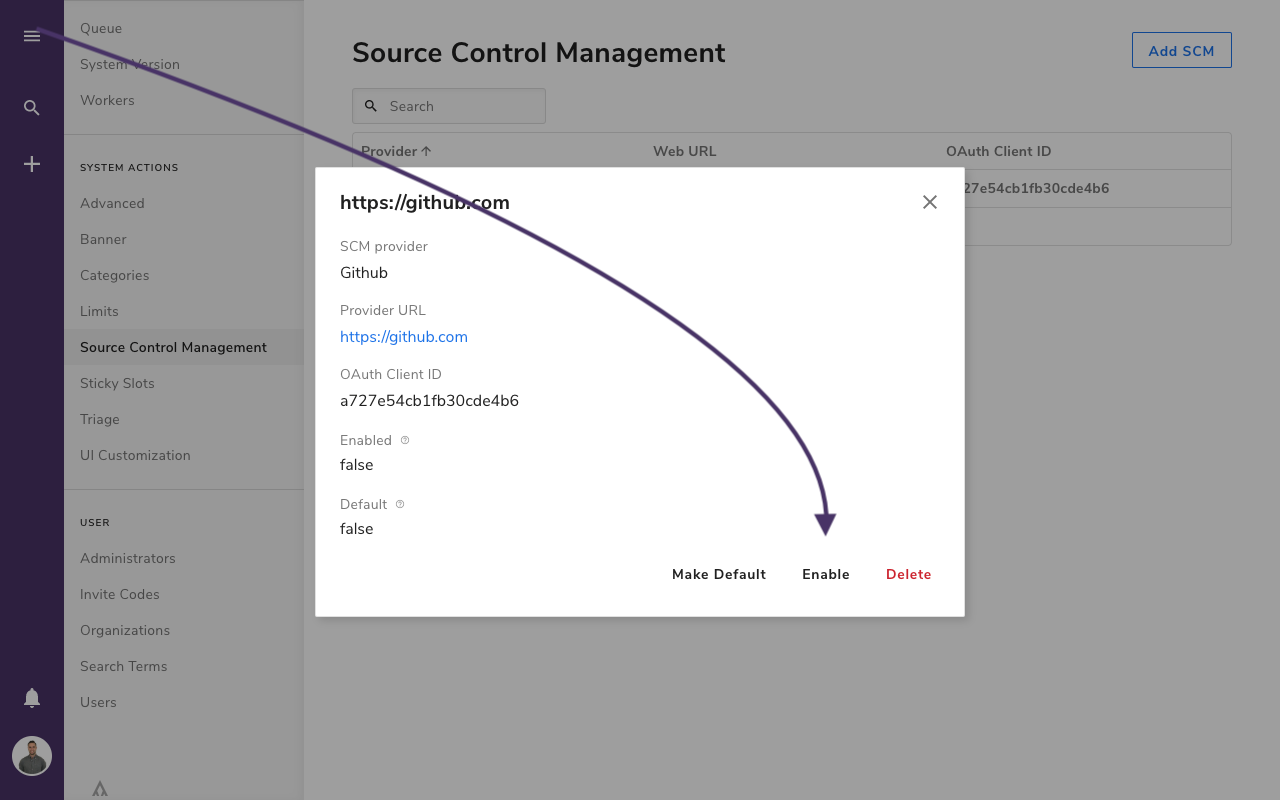 Queue
System Version
Workers
SYSTEM ACTIONS
Advanced
Banner
Categories
Limits
Source Control Management
Sticky Slots
Triage
UI Customization
USER
Administrators
Invite Codes
Organizations
Search Terms
Users
Source Control Management
Add SCM
Search
Provider Web URL OAuth Client ID
27e54cb1fb30cde4b6
https://github.com
SCM provider
Github
Provider URL
https://github.com
OAuth Client ID
a727e54cb1fb30cde4b6
Enabled
false
Default
false
Make Default Enable Delete